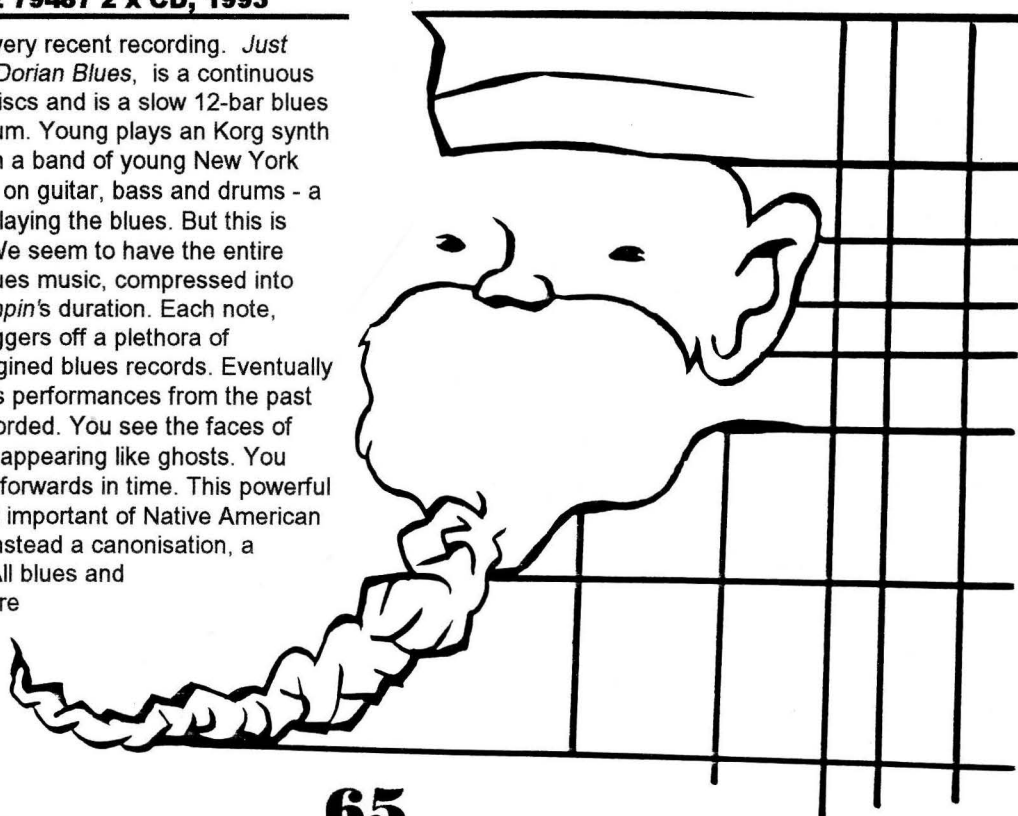 79487 2 x CD, 1993
very recent recording. Just
Dorian Blues, is a continuous
iscs and is a slow 12-bar blues
um. Young plays an Korg synth
a band of young New York
on guitar, bass and drums - a
laying the blues. But this is
We seem to have the entire
ues music, compressed into
mpin's duration. Each note,
ggers off a plethora of
gined blues records. Eventually
s performances from the past
orded. You see the faces of
appearing like ghosts. You
forwards in time. This powerful
important of Native American
nstead a canonisation, a
All blues and
re
65